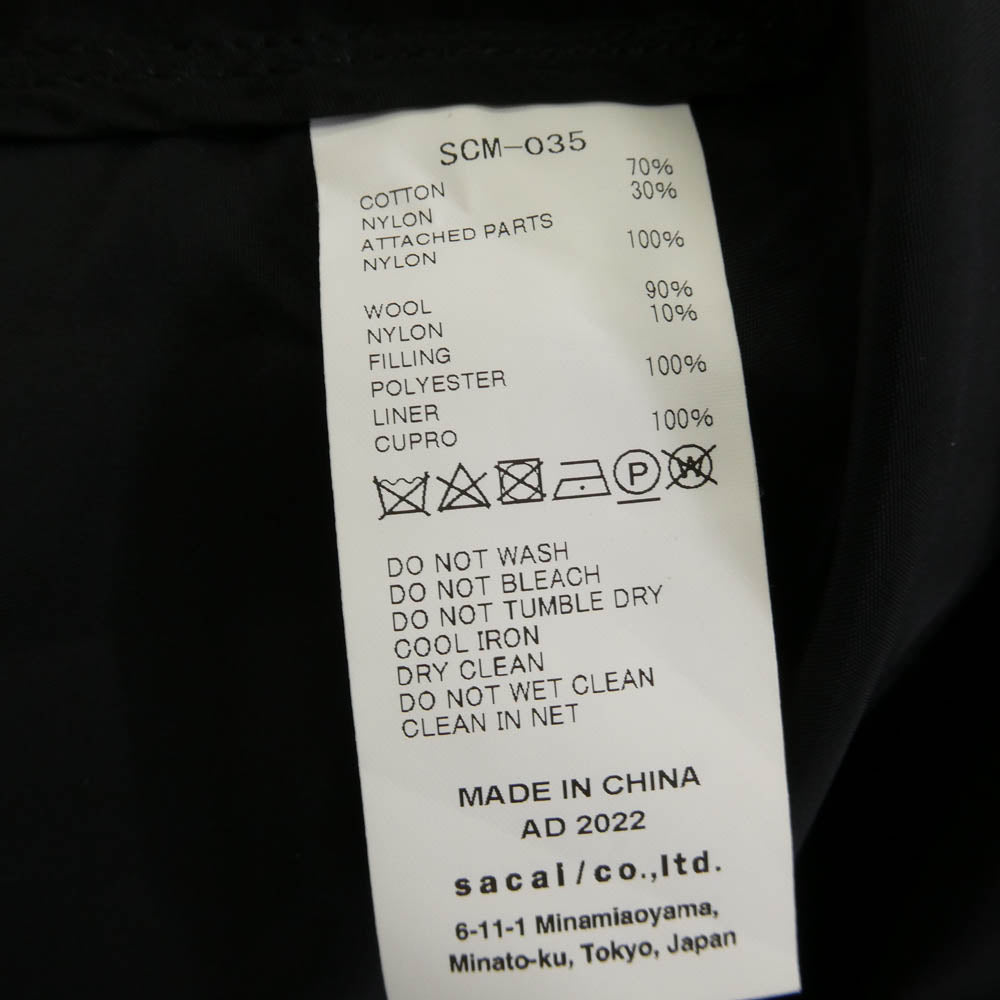 SCM-035
COTTON 70%
NYLON 30%
ATTACHED PARTS
NYLON 100%
WOOL 90%
NYLON 10%
FILLING
POLYESTER 100%
LINER
CUPRO 100%
P W
DO NOT WASH
DO NOT BLEACH
DO NOT TUMBLE DRY
COOL IRON
DRY CLEAN
DO NOT WET CLEAN
CLEAN IN NET
MADE IN CHINA
AD 2022
sacai/co.,ltd.
6-11-1 Minamiaoyama,
Minato-ku, Tokyo, Japan